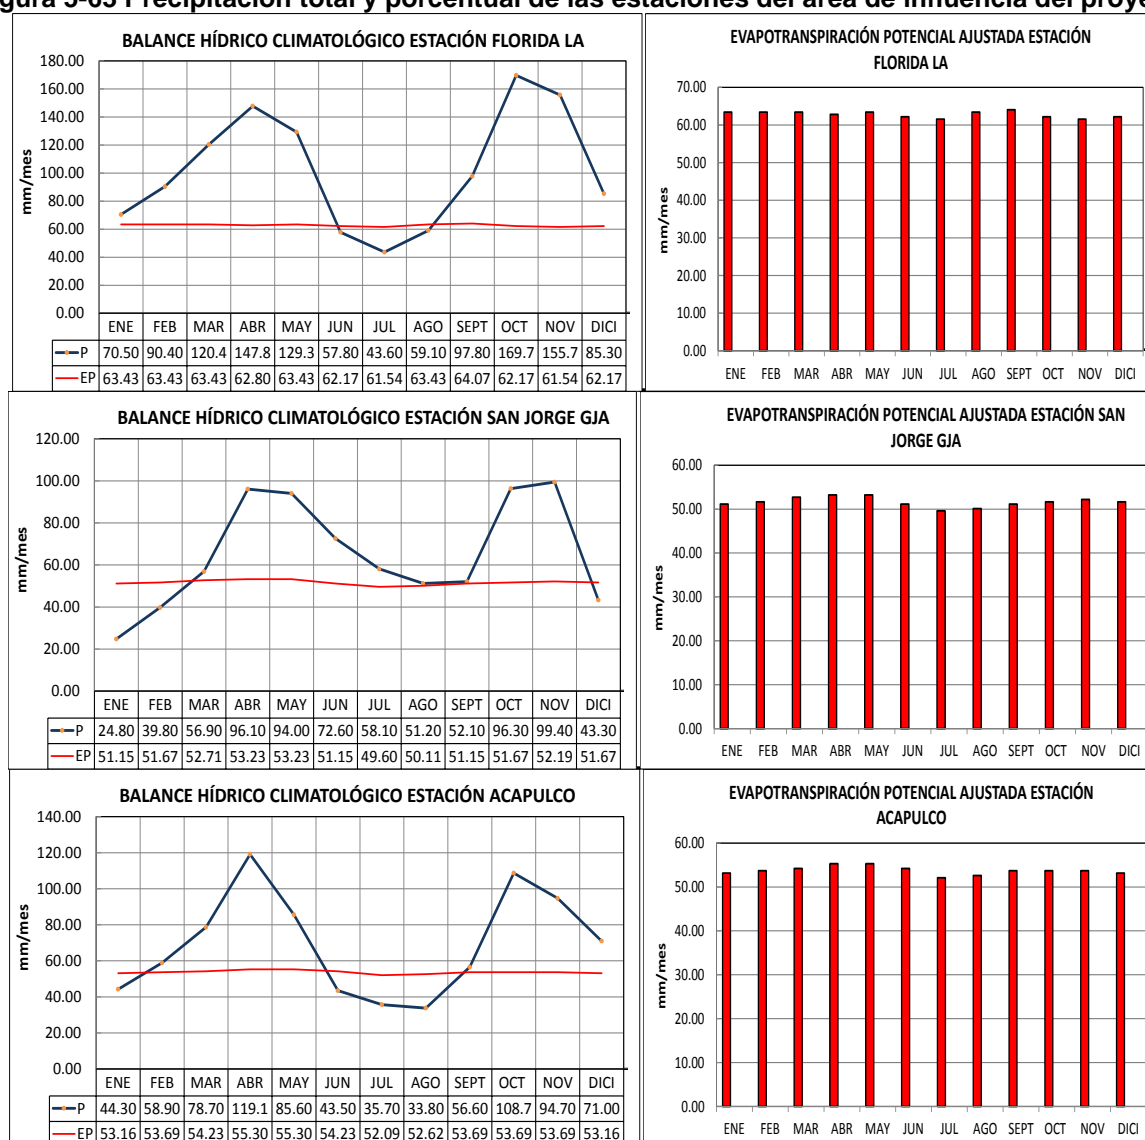 gura 5-65 Precipitación total y porcentual de las estaciones del área de influencia del proye
BALANCE HÍDRICO CLIMATOLÓGICO ESTACIÓN FLORIDA LA
180.00
160.00
140.00
120.00
100.00
80.00
60.00
40.00
20.00
0.00
mm/mes
ENE FEB MAR ABR MAY JUN JUL AGO SEPT OCT NOV DICI
P 70.50 90.40 120.4 147.8 129.3 57.80 43.60 59.10 97.80 169.7 155.7 85.30
EP 63.43 63.43 63.43 62.80 63.43 62.17 61.54 63.43 64.07 62.17 61.54 62.17
EVAPOTRANSPIRACIÓN POTENCIAL AJUSTADA ESTACIÓN
FLORIDA LA
70.00
60.00
50.00
40.00
30.00
20.00
10.00
0.00
mm/mes
ENE FEB MAR ABR MAY JUN JUL AGO SEPT OCT NOV DICI
BALANCE HÍDRICO CLIMATOLÓGICO ESTACIÓN SAN JORGE GJA
120.00
100.00
80.00
60.00
40.00
20.00
0.00
mm/mes
ENE FEB MAR ABR MAY JUN JUL AGO SEPT OCT NOV DICI
P 24.80 39.80 56.90 96.10 94.00 72.60 58.10 51.20 52.10 96.30 99.40 43.30
EP 51.15 51.67 52.71 53.23 53.23 51.15 49.60 50.11 51.15 51.67 52.19 51.67
EVAPOTRANSPIRACIÓN POTENCIAL AJUSTADA ESTACIÓN SAN
JORGE GJA
60.00
50.00
40.00
30.00
20.00
10.00
0.00
mm/mes
ENE FEB MAR ABR MAY JUN JUL AGO SEPT OCT NOV DICI
BALANCE HÍDRICO CLIMATOLÓGICO ESTACIÓN ACAPULCO
140.00
120.00
100.00
80.00
60.00
40.00
20.00
0.00
mm/mes
ENE FEB MAR ABR MAY JUN JUL AGO SEPT OCT NOV DICI
P 44.30 58.90 78.70 119.1 85.60 43.50 35.70 33.80 56.60 108.7 94.70 71.00
EP 53.16 53.69 54.23 55.30 55.30 54.23 52.09 52.62 53.69 53.69 53.69 53.16
EVAPOTRANSPIRACIÓN POTENCIAL AJUSTADA ESTACIÓN
ACAPULCO
60.00
50.00
40.00
30.00
20.00
10.00
0.00
mm/mes
ENE FEB MAR ABR MAY JUN JUL AGO SEPT OCT NOV DICI